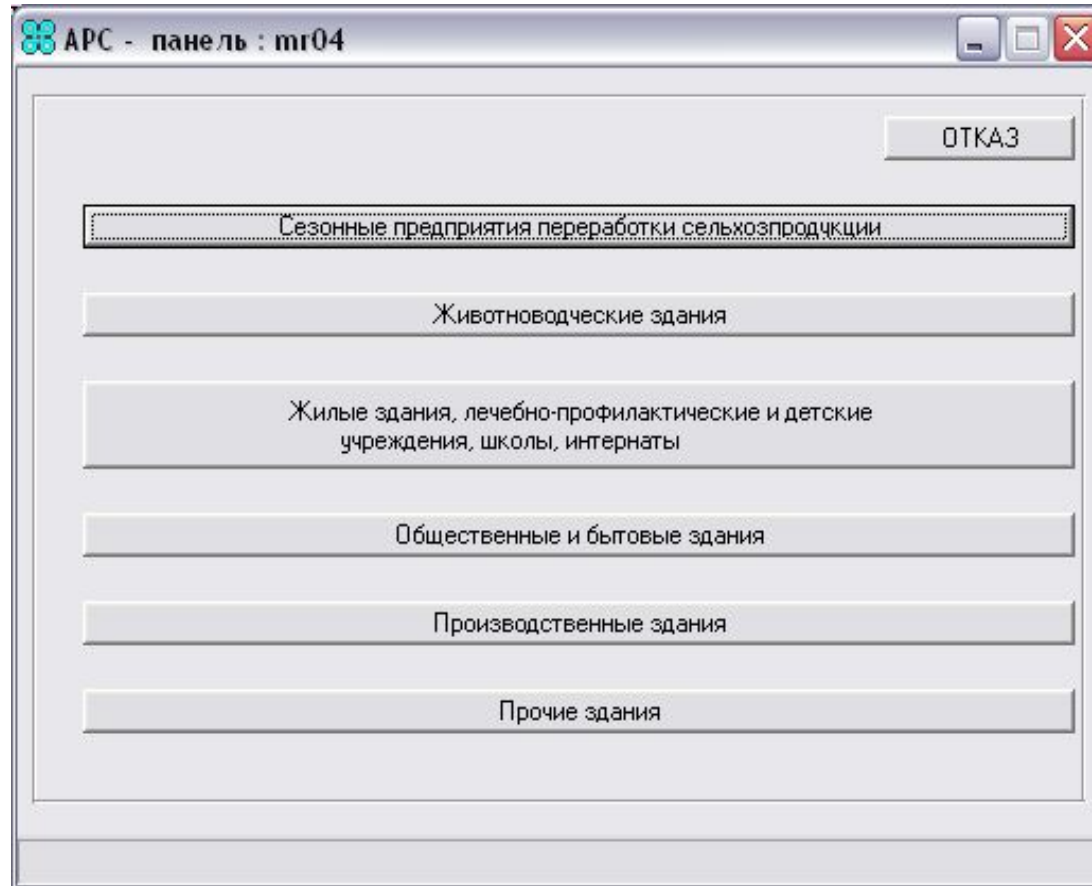 АРС - панель : mr04
ОТКАЗ
Сезонные предприятия переработки сельхозпродукции
Животноводческие здания
Жилые здания, лечебно-профилактические и детские
учреждения, школы, интернаты
Общественные и бытовые здания
Производственные здания
Прочие здания